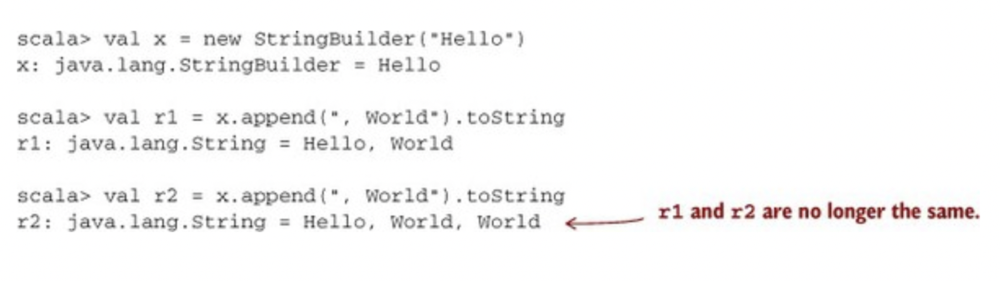 scala> val x = new StringBuilder("Hello")
x: java.lang.StringBuilder = Hello
scala> val r1 = x.append(", World").toString
r1: java.lang.String = Hello, World
scala> val r2 = x.append(", World").toString
r2: java.lang.String = Hello, World, World
r1 and r2 are no longer the same.